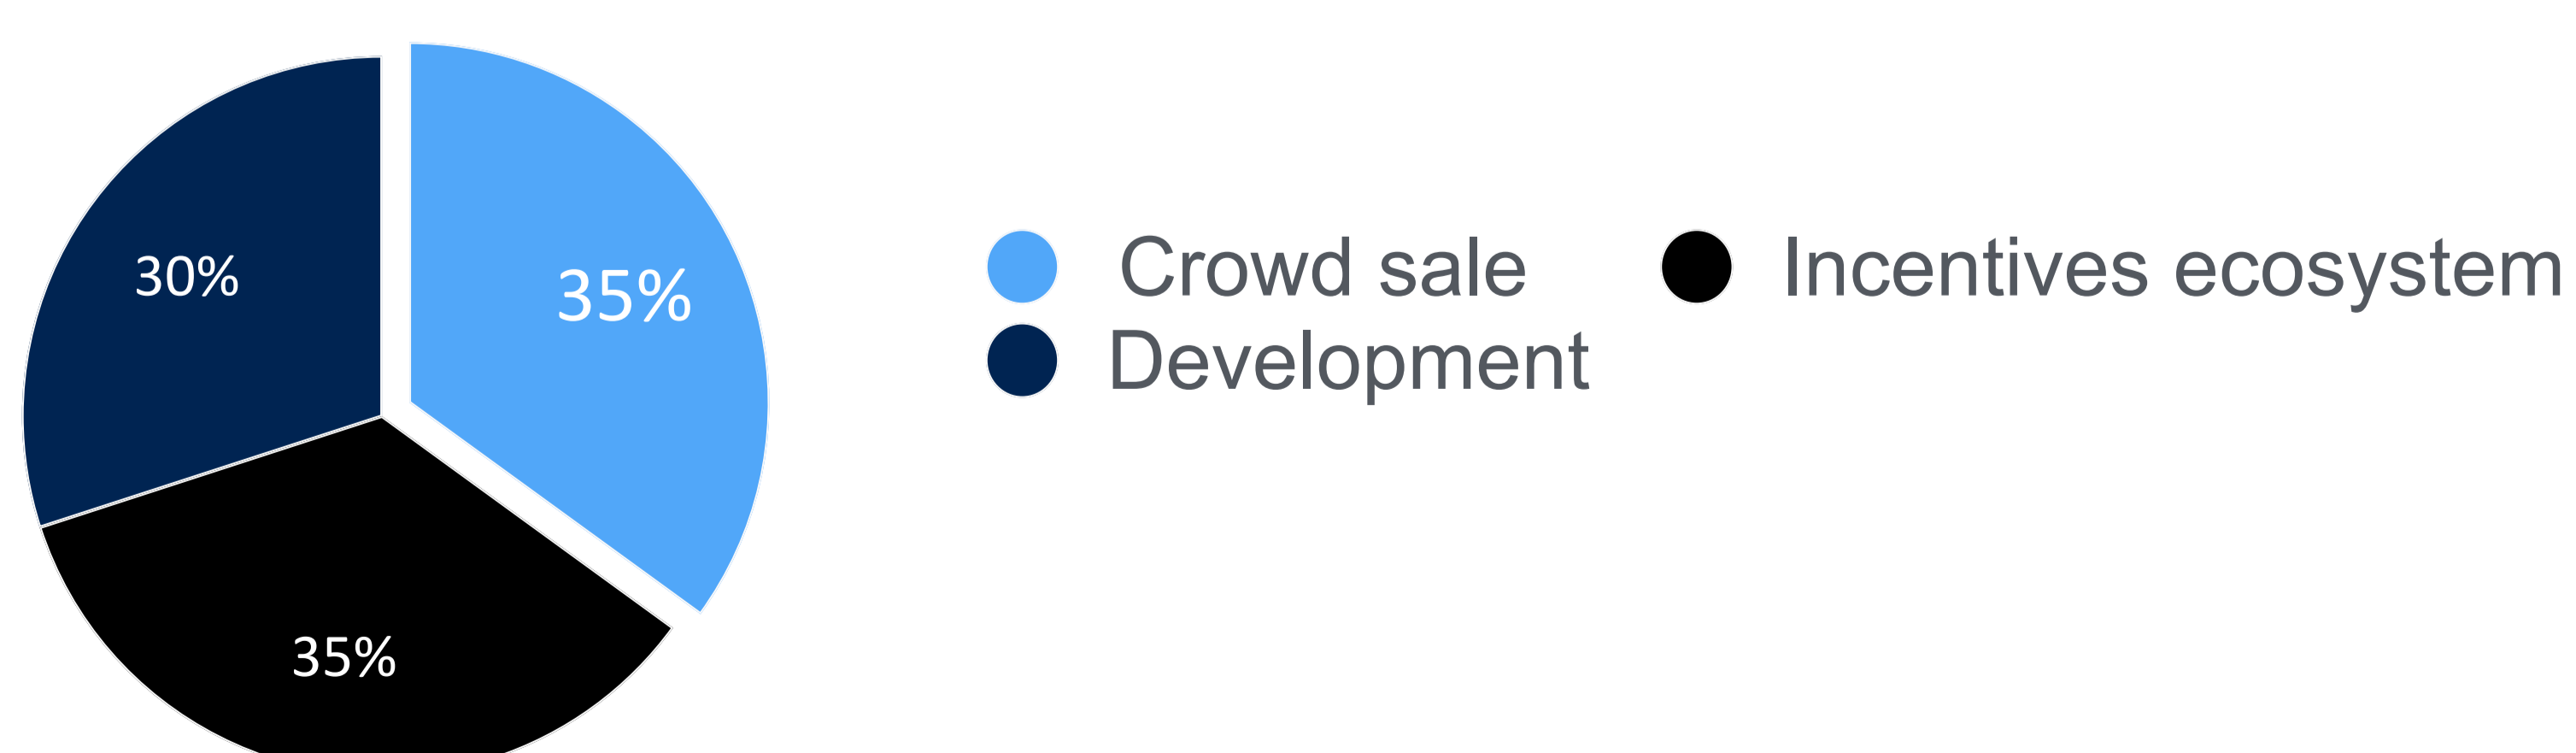 30%
35%
35%
Crowd sale
Incentives ecosystem
Development